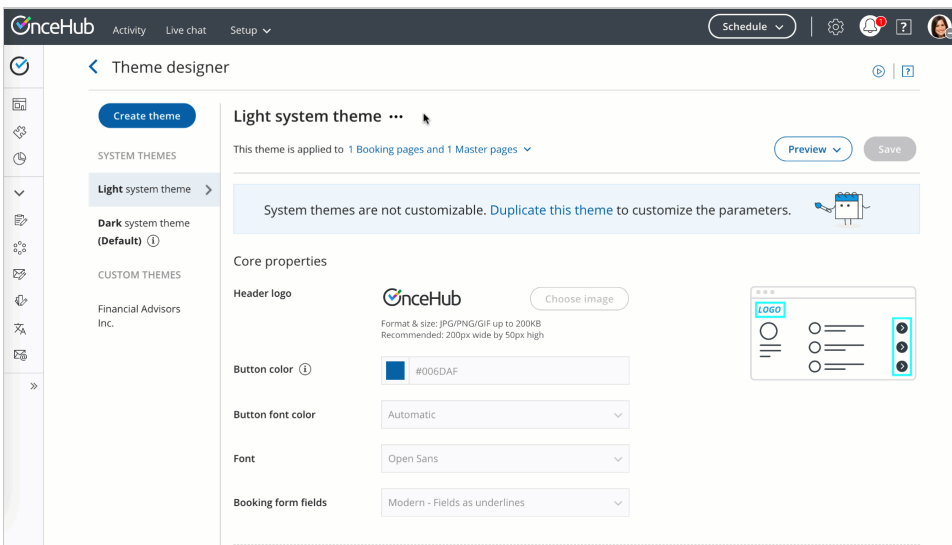 OnceHub Activity Live chat Setup Schedule 1 ?
Theme designer ?
Create theme
SYSTEM THEMES
Light system theme
Dark system theme
(Default) i
CUSTOM THEMES
Financial Advisors
Inc.
Light system theme •••
This theme is applied to 1 Booking pages and 1 Master pages
Preview
Save
System themes are not customizable. Duplicate this theme to customize the parameters.
Core properties
Header logo
OnceHub
Choose image
Format & size: JPG/PNG/GIF up to 200KB
Recommended: 200px wide by 50px high
LOGO
Button color i
#006DAF
Button font color
Automatic
Font
Open Sans
Booking form fields
Modern - Fields as underlines